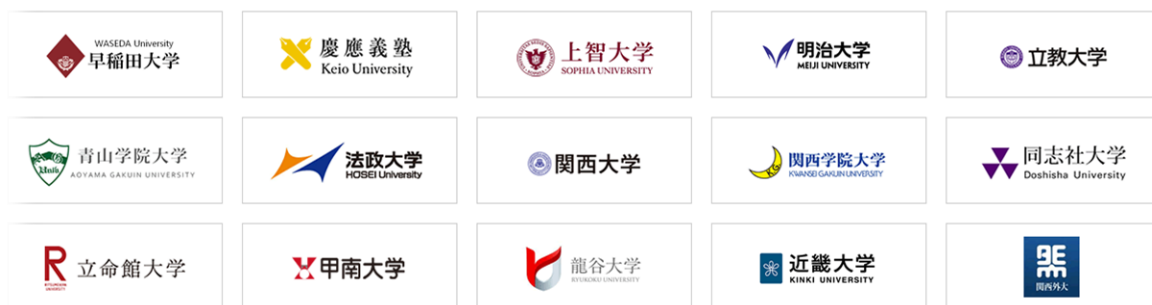 WASEDA University
早稲田大学
慶應義塾
Keio University
上智大学
SOPHIA UNIVERSITY
明治大学
MEIJI UNIVERSITY
立教大学
青山学院大学
AOYAMA GAKUIN UNIVERSITY
法政大学
HOSEI University
関西大学
関西学院大学
KWANSEI GAKUIN UNIVERSITY
同志社大学
Doshisha University
R
立命館大学
RITSUMEIKAN
UNIVERSITY
甲南大学
龍谷大学
RYUKOKU UNIVERSITY
近畿大学
KINKI UNIVERSITY
関西外大